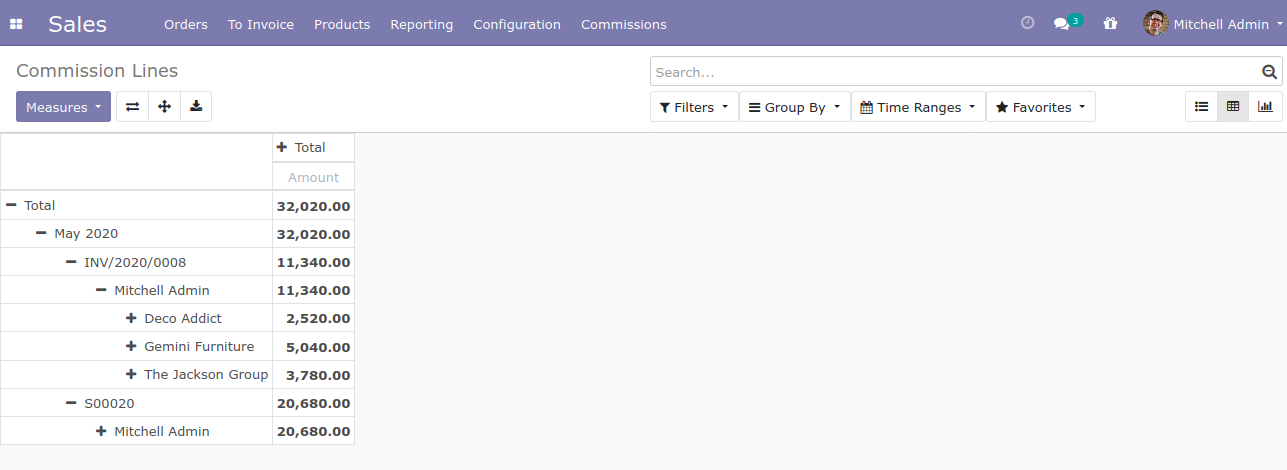 Sales Orders To Invoice Products Reporting Configuration Commissions 3 Mitchell Admin
Commission Lines
Search...
Measures Filters Group By Time Ranges Favorites
Total
Amount
Total 32,020.00
May 2020 32,020.00
INV/2020/0008 11,340.00
Mitchell Admin 11,340.00
Deco Addict 2,520.00
Gemini Furniture 5,040.00
The Jackson Group 3,780.00
S00020 20,680.00
Mitchell Admin 20,680.00